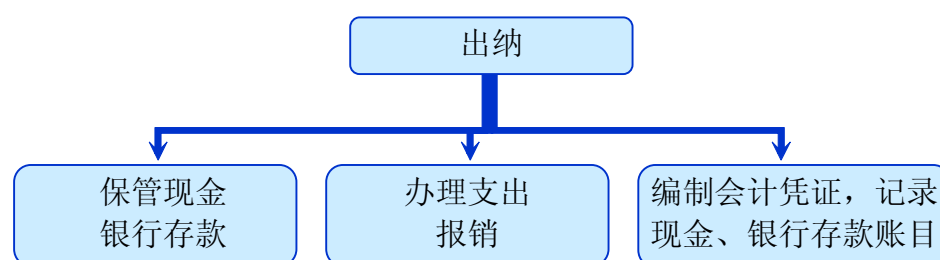 出纳
保管现金
银行存款
办理支出
报销
编制会计凭证，记录
现金、银行存款账目